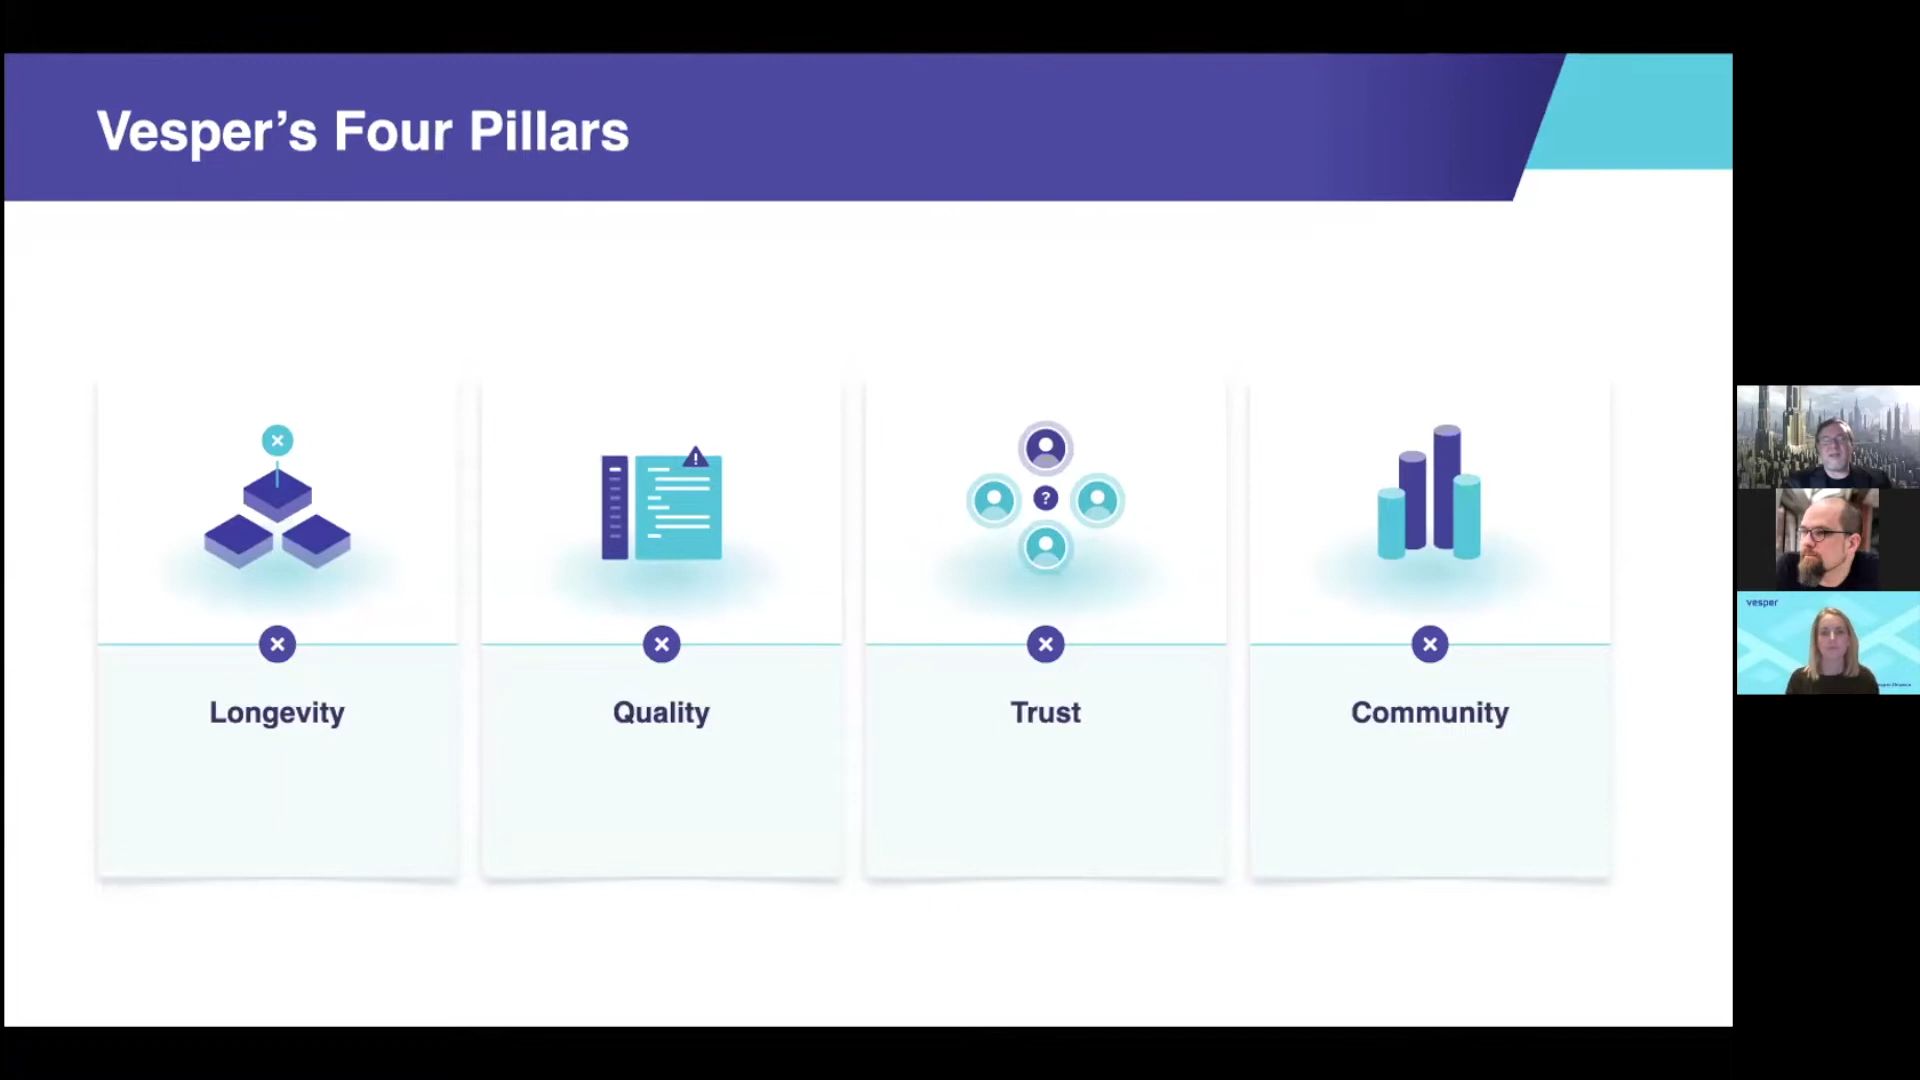 Vesper’s Four Pillars
Longevity
Quality
Trust
Community
vesper